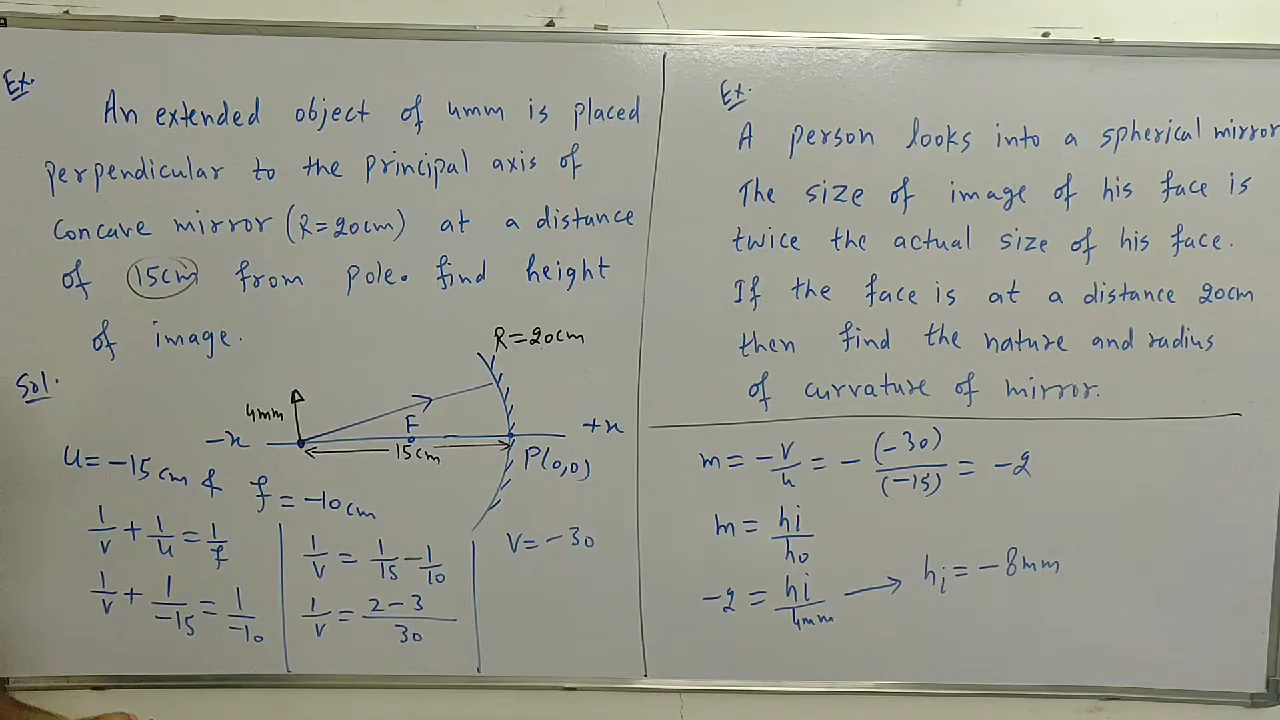 Ex.
An extended object of 4mm is placed
perpendicular to the principal axis of
Concave mirror (R=20cm) at a distance
of 15cm from pole. find height
of image.
Sol.
R=20cm
4mm
-x
F
15cm
+x
P(0,0)
u=-15cm & f=-10cm
1/v + 1/u = 1/f
1/v + 1/-15 = 1/-10
1/v = 1/15 - 1/10
1/v = 2-3/30
v=-30
Ex.
A person looks into a spherical mirror
The size of image of his face is
twice the actual size of his face.
If the face is at a distance 20cm
then find the nature and radius
of curvature of mirror.
m = -v/u = -(-30)/(-15) = -2
m = hi/ho
-2 = hi/4mm → hi = -8mm